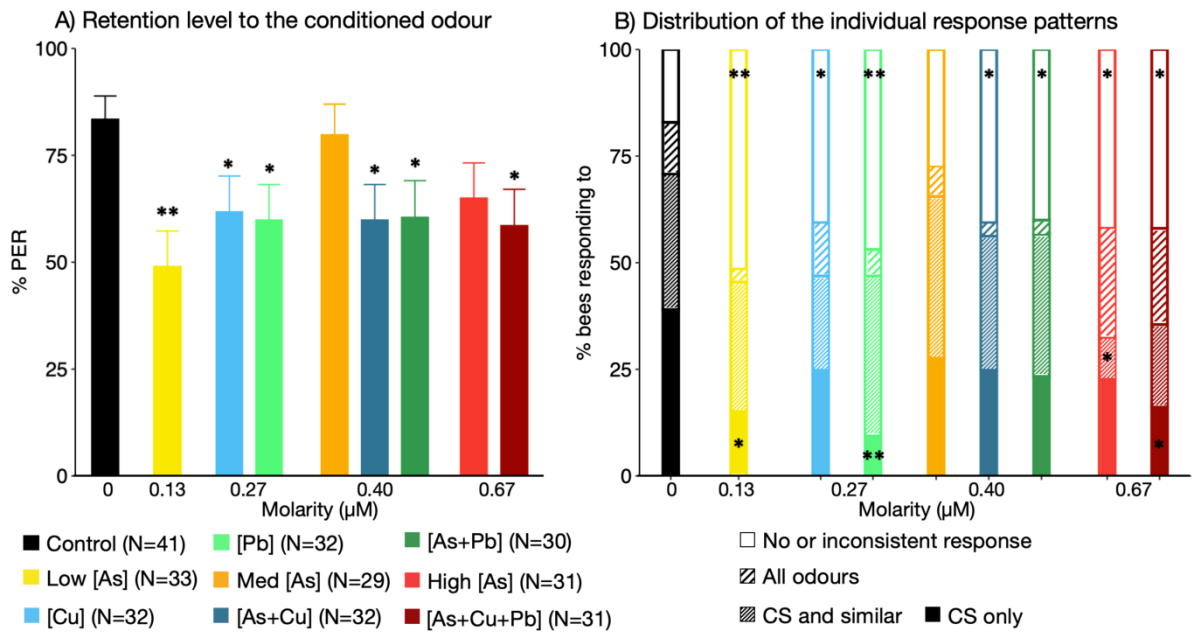 A) Retention level to the conditioned odour
100
75
50
25
0
% PER
**
*
*
*
*
*
0
0.13
0.27
0.40
0.67
Molarity (µM)
B) Distribution of the individual response patterns
100
75
50
25
0
% bees responding to
**
*
**
*
*
*
*
*
*
**
*
0
0.13
0.27
0.40
0.67
Molarity (µM)
Control (N=41)
[Pb] (N=32)
[As+Pb] (N=30)
Low [As] (N=33)
Med [As] (N=29)
High [As] (N=31)
[Cu] (N=32)
[As+Cu] (N=32)
[As+Cu+Pb] (N=31)
No or inconsistent response
All odours
CS and similar
CS only